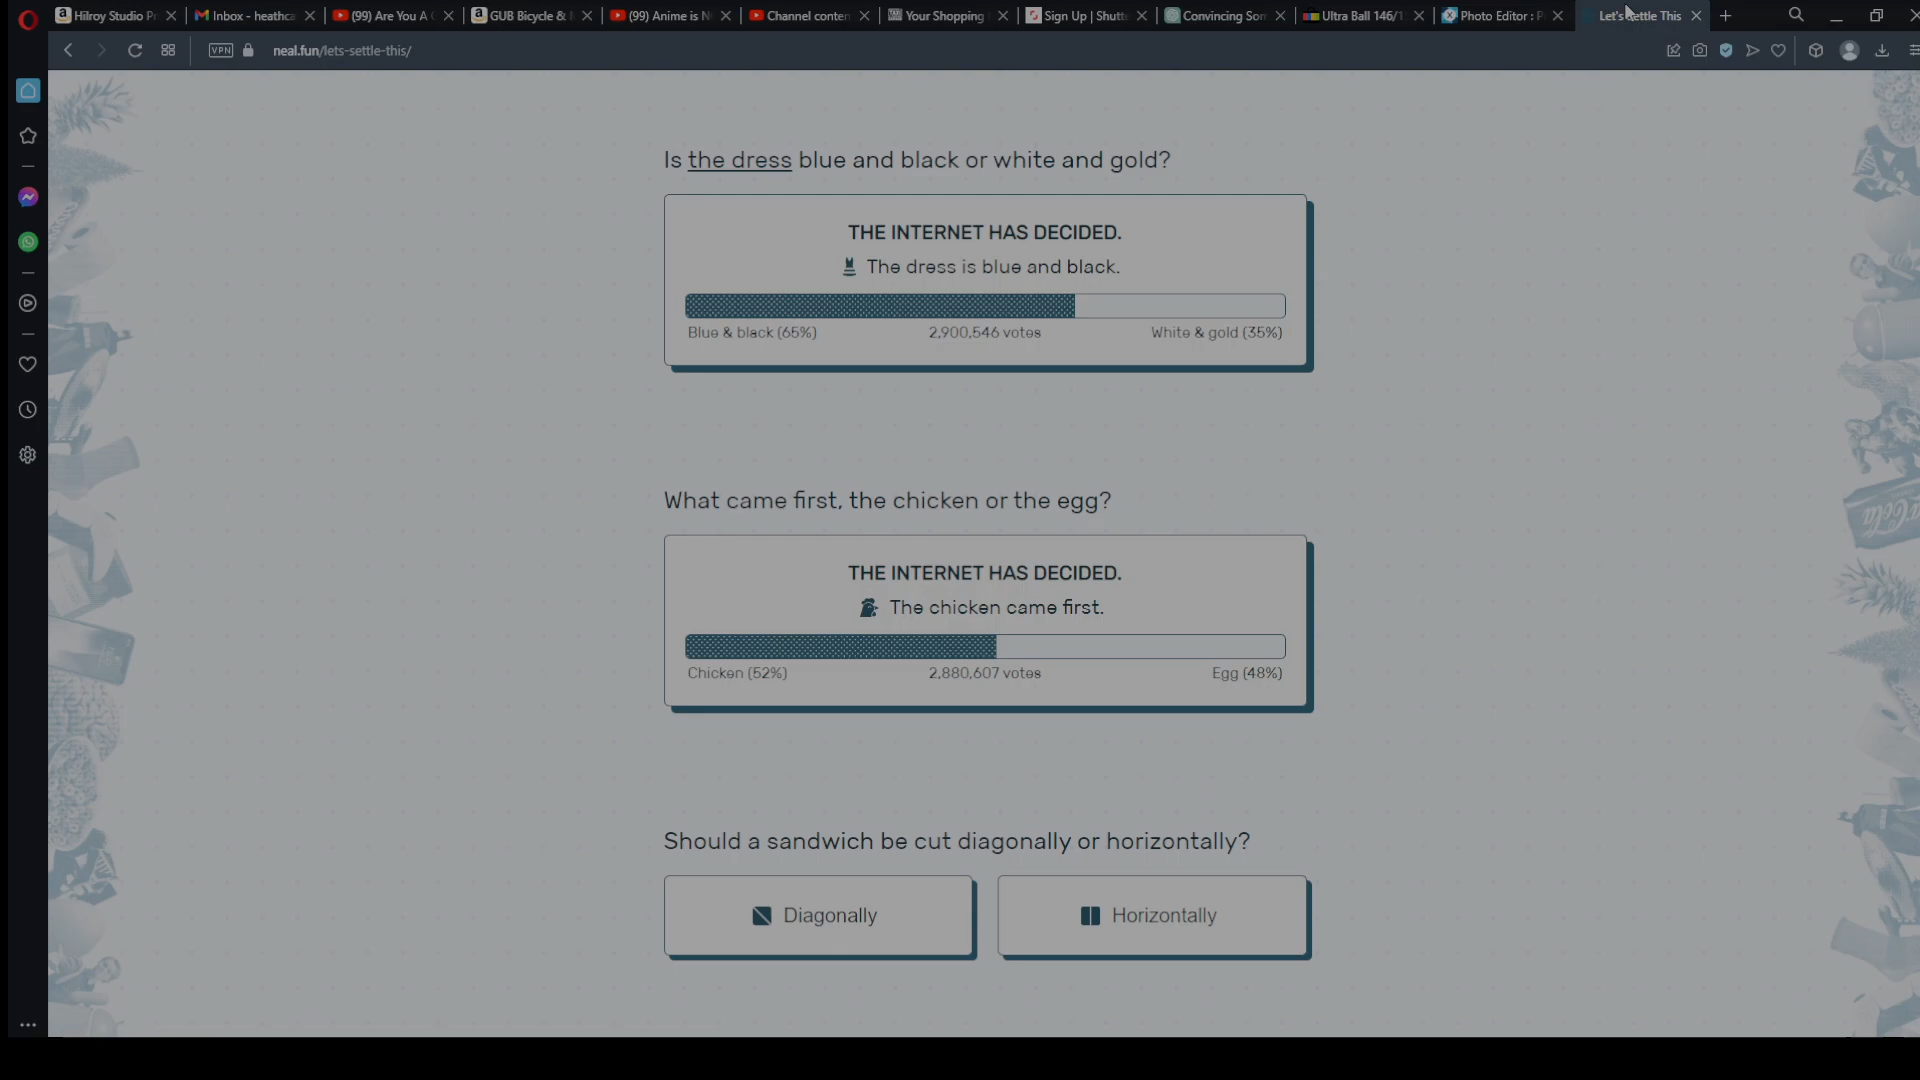 Hilroy Studio Pr
Inbox - heathca
(99) Are You A C
GUB Bicycle &
(99) Anime is N
Channel conten
Your Shopping
Sign Up | Shutte
Convincing Son
Ultra Ball 146/1
Photo Editor : P
Let's Settle This
VPN
neal.fun/lets-settle-this/
Is the dress blue and black or white and gold?
THE INTERNET HAS DECIDED.
The dress is blue and black.
Blue & black (65%)
2,900,546 votes
White & gold (35%)
What came first, the chicken or the egg?
THE INTERNET HAS DECIDED.
The chicken came first.
Chicken (52%)
2,880,607 votes
Egg (48%)
Should a sandwich be cut diagonally or horizontally?
Diagonally
Horizontally